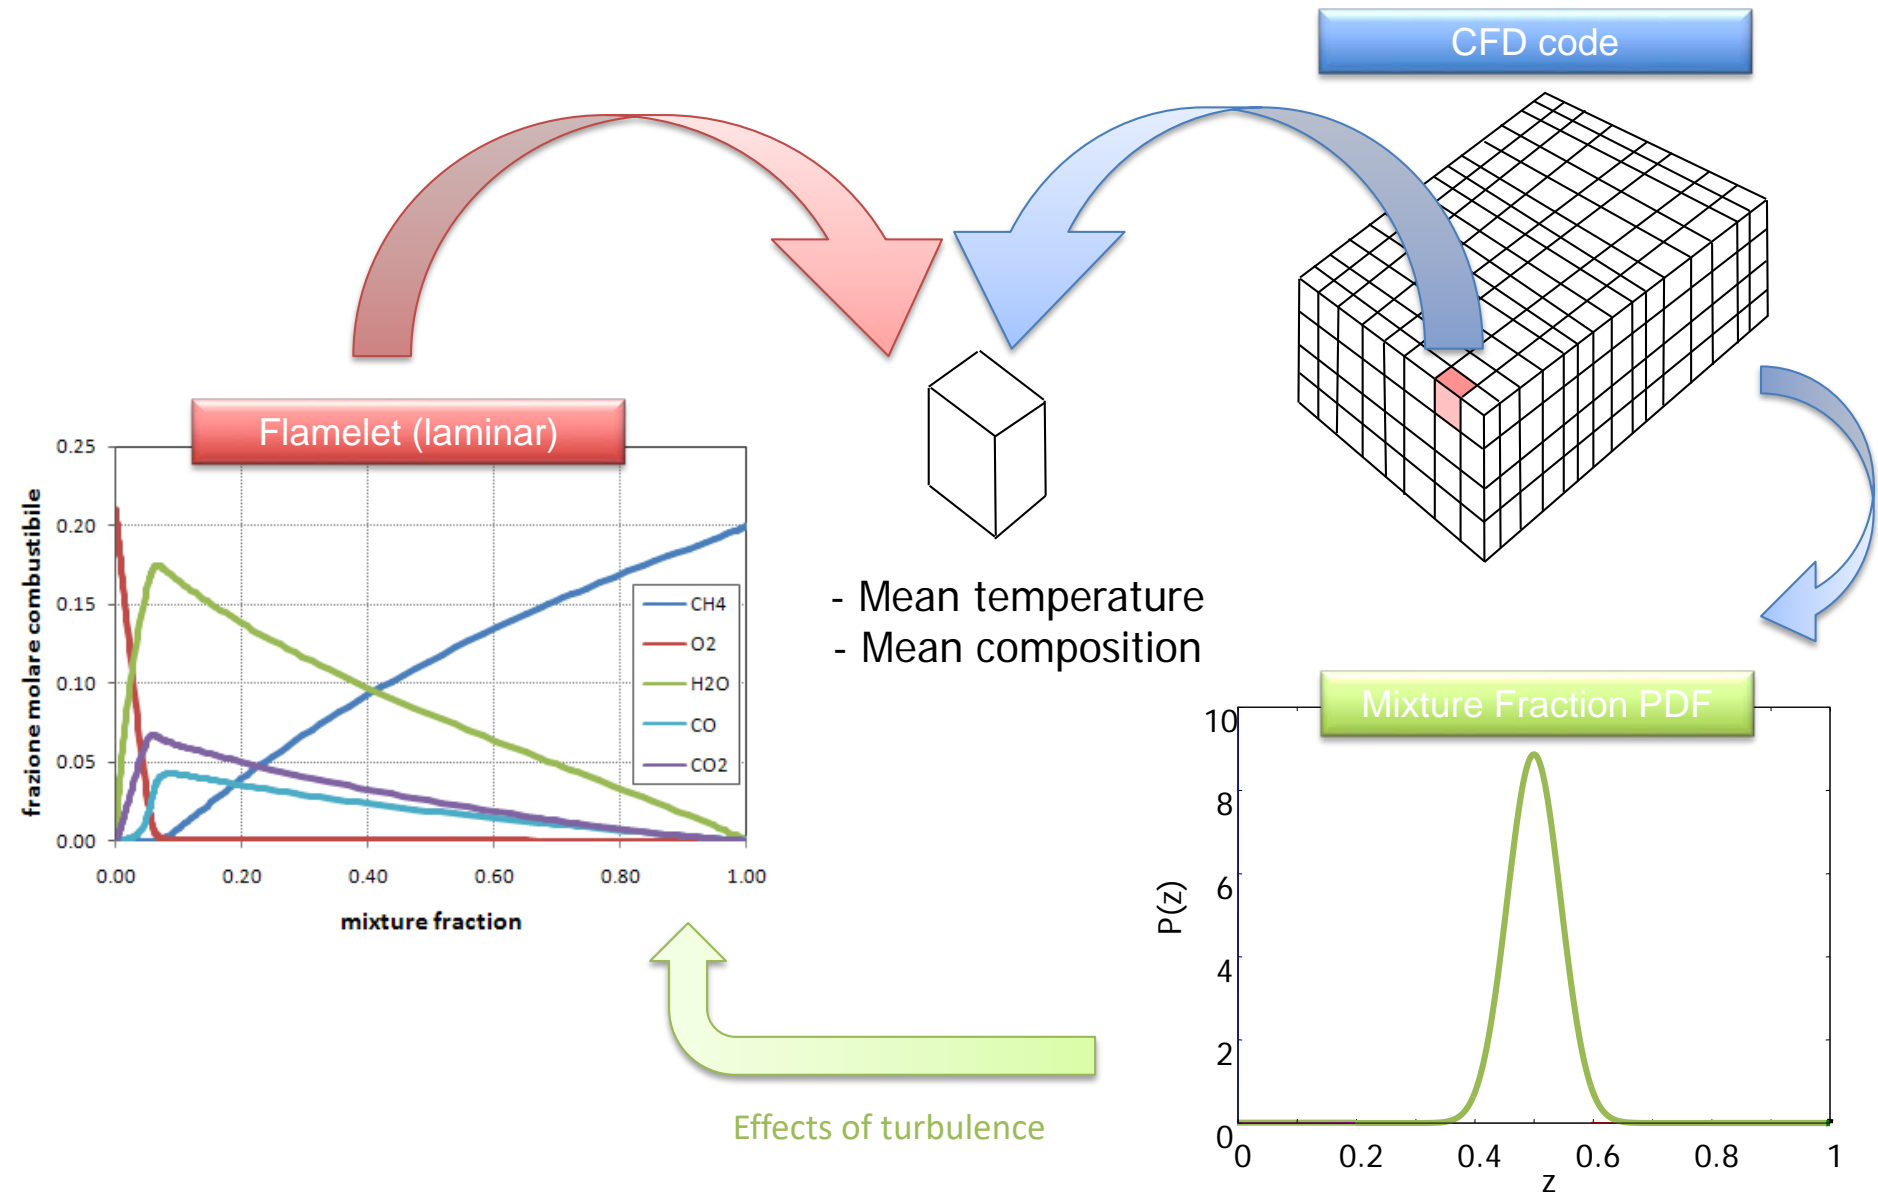 CFD code
Flamelet (laminar)
0.25
0.20
0.15
0.10
0.05
0.00
frazione molare combustibile
CH4
O2
H2O
CO
CO2
0.00 0.20 0.40 0.60 0.80 1.00
mixture fraction
- Mean temperature
- Mean composition
Mixture Fraction PDF
10
8
6
4
2
0
P(z)
0 0.2 0.4 0.6 0.8 1
z
Effects of turbulence